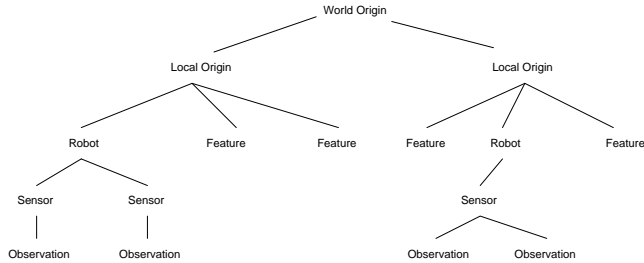 World Origin
Local Origin Local Origin
Robot Feature Feature Feature Robot Feature
Sensor Sensor Sensor
Observation Observation Observation Observation